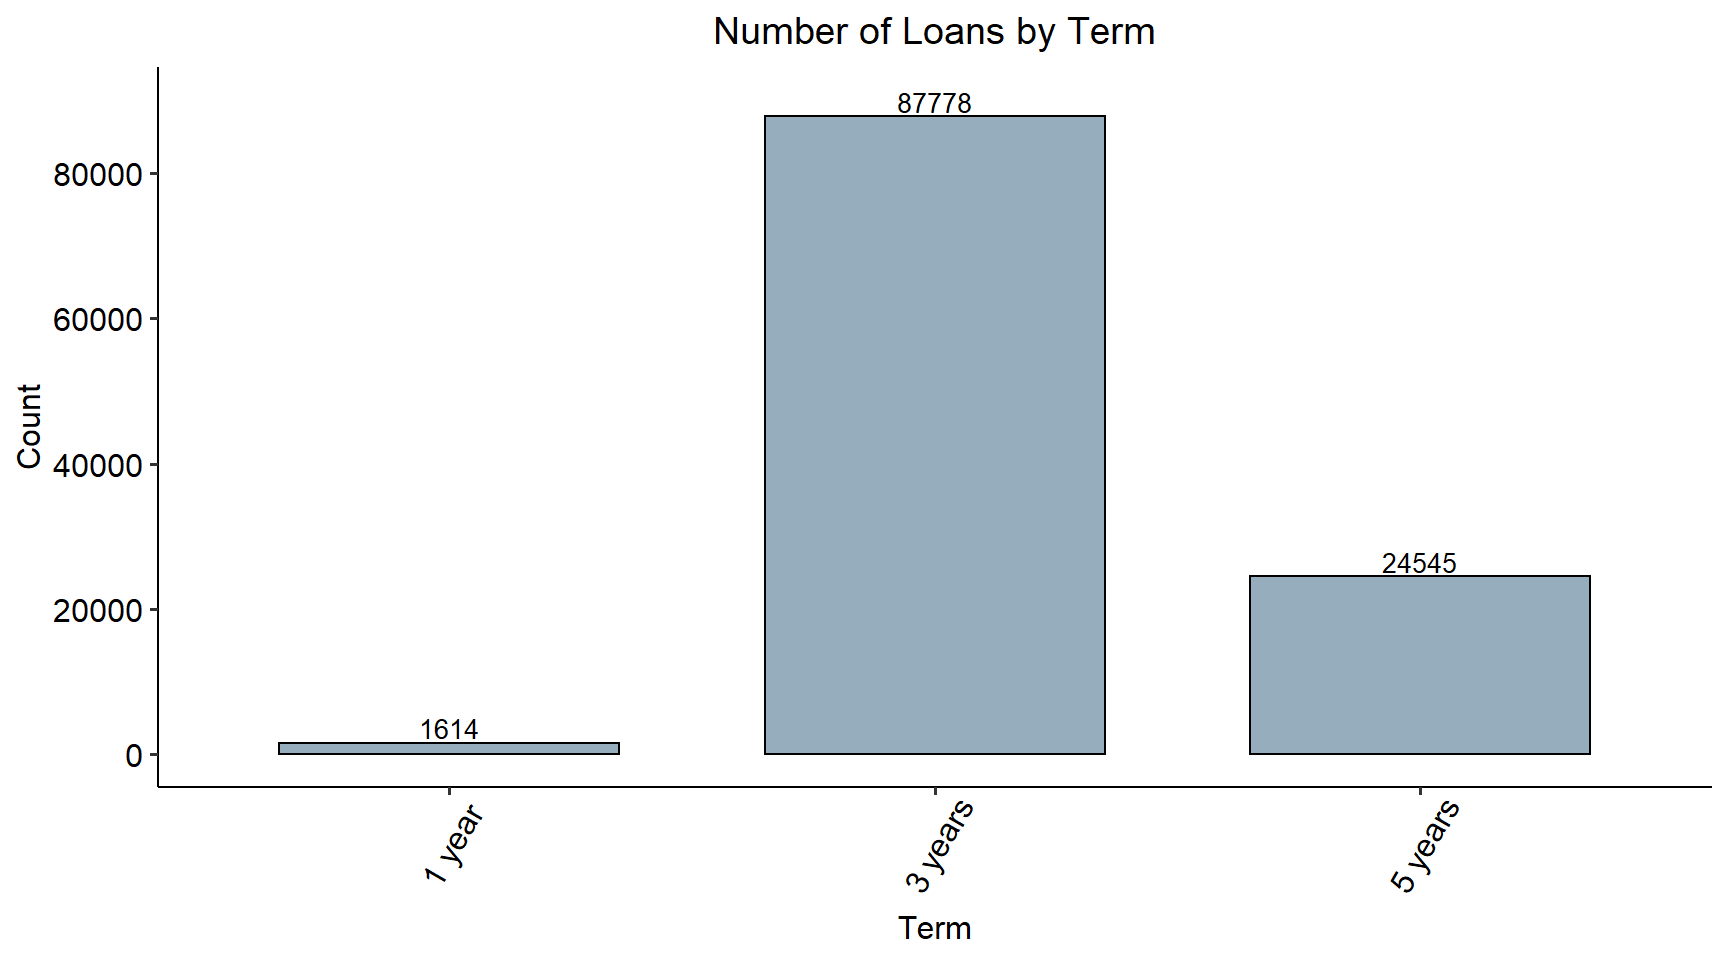 Number of Loans by Term
87778
80000
60000
Count
40000
24545
20000
1614
0
1 year
3 years
5 years
Term